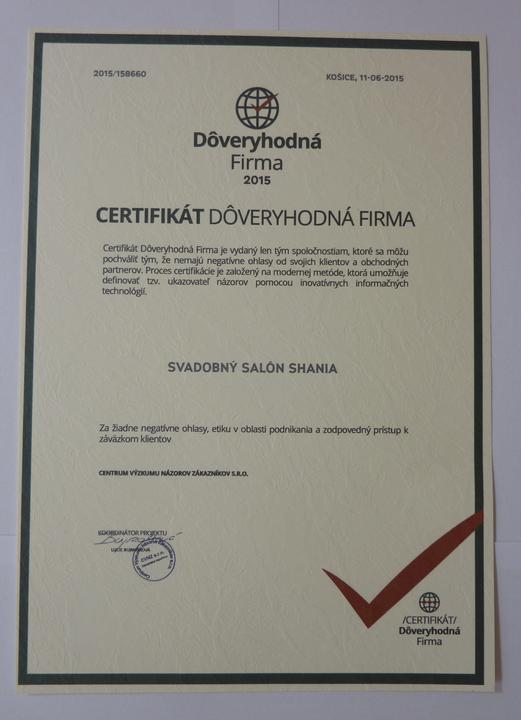 2015/158660
KOŠICE, 11-06-2015
Dôveryhodná
Firma
2015
CERTIFIKÁT DÔVERYHODNÁ FIRMA
Certifikát Dôveryhodná Firma je vydaný len tým spoločnostiam, ktoré sa môžu
pochváliť tým, že nemajú negatívne ohlasy od svojich klientov a obchodných
partnerov. Proces certifikácie je založený na modernej metóde, ktorá umožňuje
definovať tzv. ukazovateľ názorov pomocou inovatívnych informačných
technológií.
SVADOBNÝ SALÓN SHANIA
Za žiadne negatívne ohlasy, etiku v oblasti podnikania a zodpovedný prístup k
záväzkom klientov
CENTRUM VÝZKUMU NÁZOROV ZÁKAZNÍKOV S.R.O.
KOORDINÁTOR PROJEKTU
/CERTIFIKÁT/
Dôveryhodná
Firma